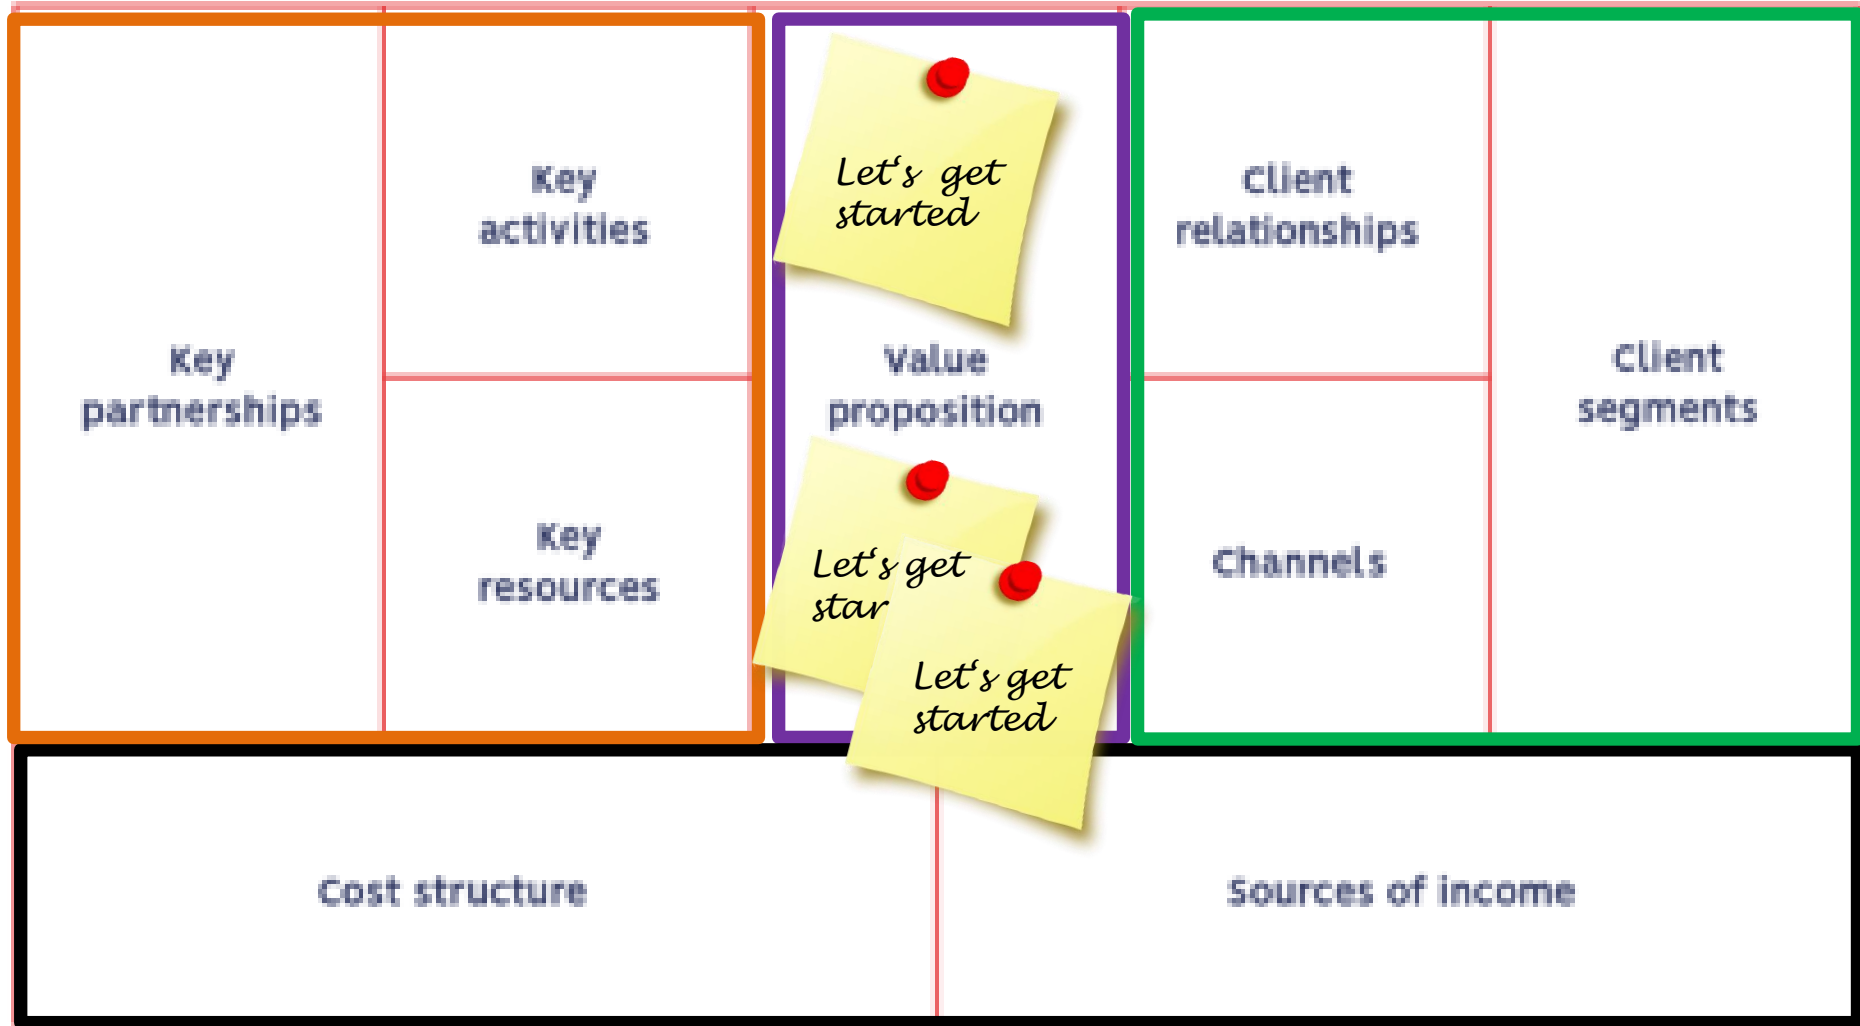 Key
partnerships
Key
activities
Key
resources
Let‘s get
started
Value
proposition
Let‘s get
star
Let‘s get
started
Client
relationships
Channels
Client
segments
Cost structure
Sources of income